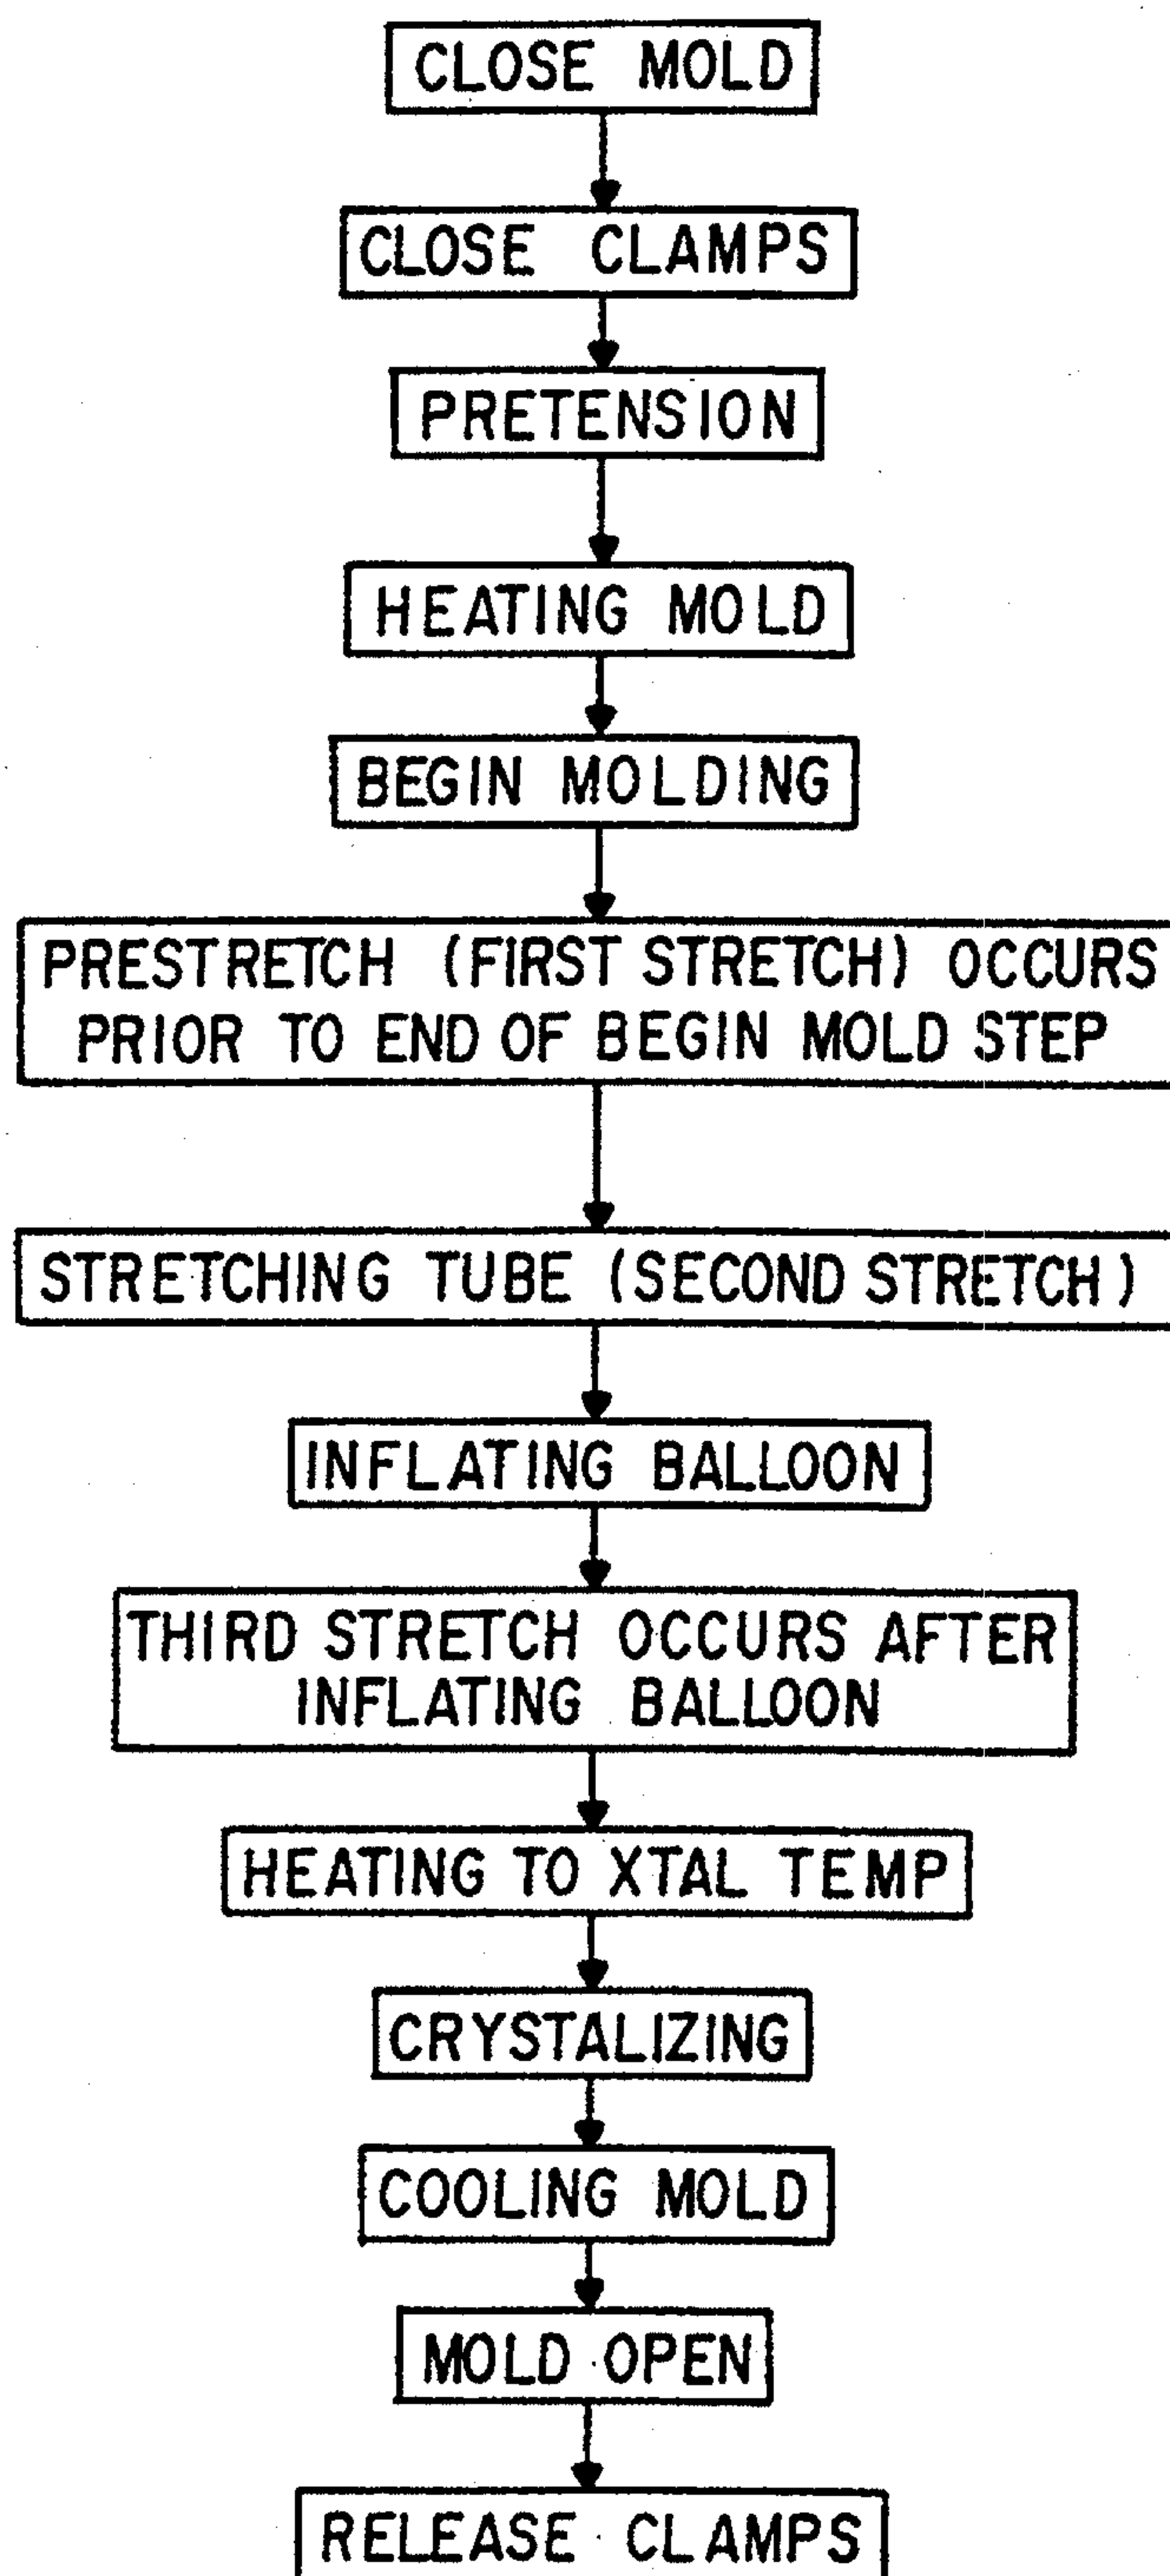 CLOSE MOLD
CLOSE CLAMPS
PRETENSION
HEATING MOLD
BEGIN MOLDING
PRESTRETCH (FIRST STRETCH) OCCURS
PRIOR TO END OF BEGIN MOLD STEP
STRETCHING TUBE (SECOND STRETCH)
INFLATING BALLOON
THIRD STRETCH OCCURS AFTER
INFLATING BALLOON
HEATING TO XTAL TEMP
CRYSTALIZING
COOLING MOLD
MOLD OPEN
RELEASE CLAMPS